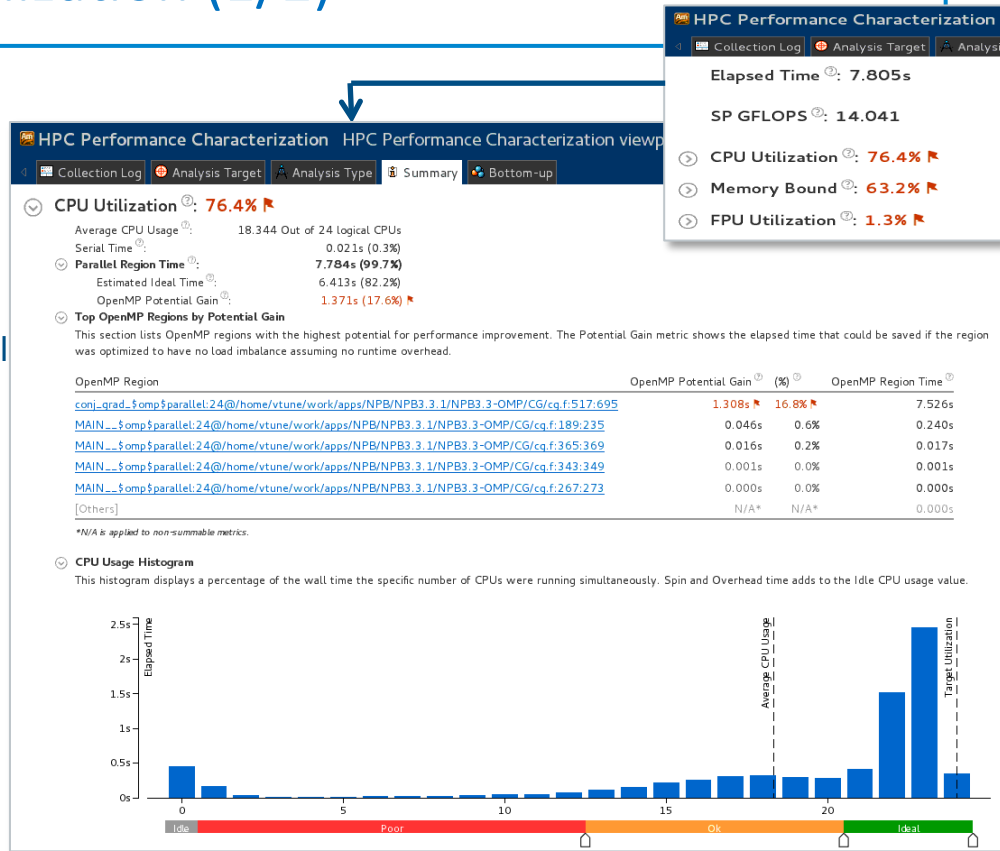 HPC Performance Characterization
Collection Log Analysis Target
Elapsed Time ?: 7.805s
SP GFLOPS ?: 14.041
CPU Utilization ?: 76.4%
Memory Bound ?: 63.2%
FPU Utilization ?: 1.3%
HPC Performance Characterization HPC Performance Characterization
Collection Log Analysis Target Analysis Type Summary Bottom-up
CPU Utilization ?: 76.4%
Average CPU Usage ?: 18.344 Out of 24 logical CPUs
Serial Time ?: 0.021s (0.3%)
Parallel Region Time ?: 7.784s (99.7%)
Estimated Ideal Time ?: 6.413s (82.2%)
OpenMP Potential Gain ?: 1.371s (17.6%)
Top OpenMP Regions by Potential Gain
This section lists OpenMP regions with the highest potential for performance improvement. The Potential Gain metric shows the elapsed time that could be saved if the region
was optimized to have no load imbalance assuming no runtime overhead.
OpenMP Region OpenMP Potential Gain ? (%) ? OpenMP Region Time ?
conj_grad_$omp$parallel:24@/home/vtune/work/apps/NPB/NPB3.3.1/NPB3.3-OMP/CG/cg.f:517:695 1.308s 16.8% 7.526s
MAIN__$omp$parallel:24@/home/vtune/work/apps/NPB/NPB3.3.1/NPB3.3-OMP/CG/cg.f:189:235 0.046s 0.6% 0.240s
MAIN__$omp$parallel:24@/home/vtune/work/apps/NPB/NPB3.3.1/NPB3.3-OMP/CG/cg.f:365:369 0.016s 0.2% 0.017s
MAIN__$omp$parallel:24@/home/vtune/work/apps/NPB/NPB3.3.1/NPB3.3-OMP/CG/cg.f:343:349 0.001s 0.0% 0.001s
MAIN__$omp$parallel:24@/home/vtune/work/apps/NPB/NPB3.3.1/NPB3.3-OMP/CG/cg.f:267:273 0.000s 0.0% 0.000s
[Others] N/A* N/A* 0.000s
*N/A is applied to non-summable metrics.
CPU Usage Histogram
This histogram displays a percentage of the wall time the specific number of CPUs were running simultaneously. Spin and Overhead time adds to the Idle CPU usage value.
2.5s
2s
1.5s
1s
0.5s
0s
Elapsed Time
Average CPU Usage
Target Utilization
0 5 10 15 20
Idle Poor Ok Ideal